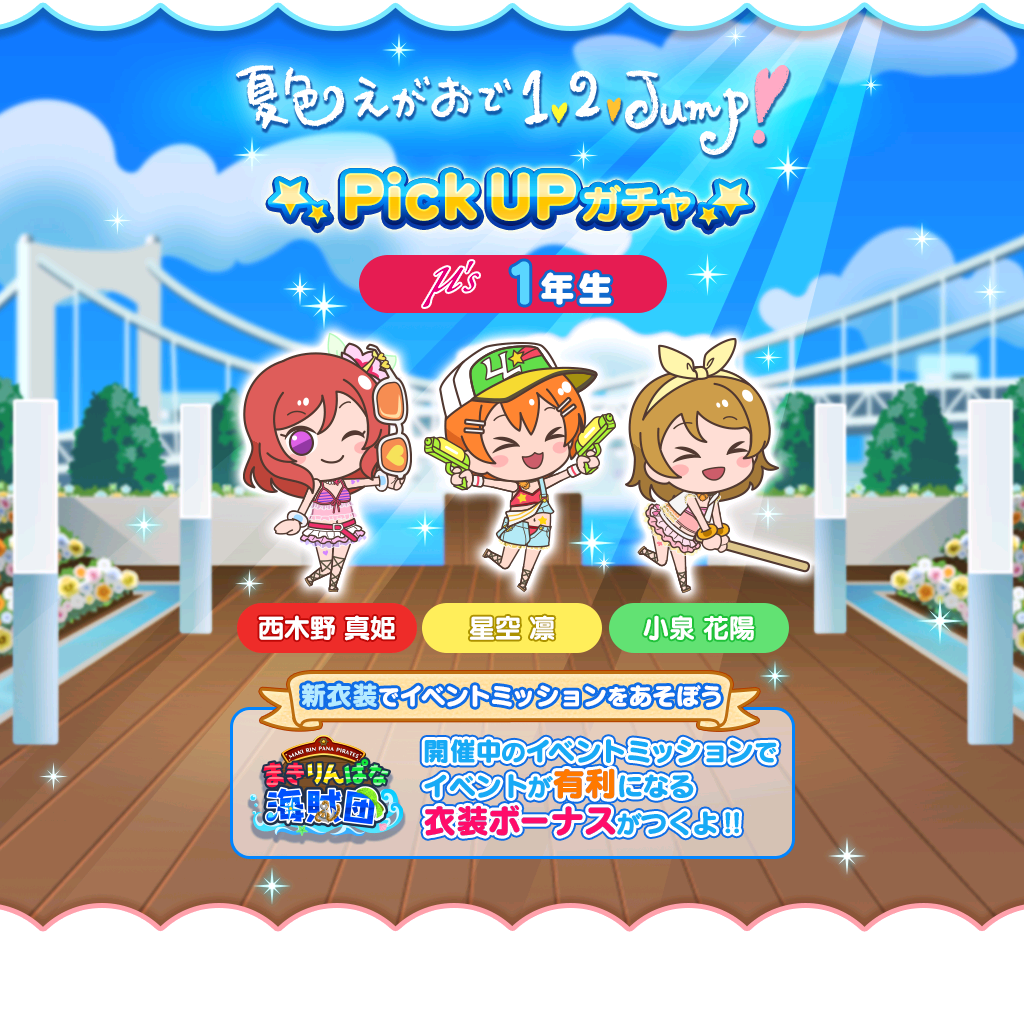 夏色えがおで1,2,Jump!
Pick UPガチャ
μ's 1年生
西木野 真姫
星空 凛
小泉 花陽
新衣装でイベントミッションをあそぼう
MAKI RIN PANA PIRATES
まきりんぱな
海賊団
開催中のイベントミッションで
イベントが有利になる
衣装ボーナスがつくよ!!